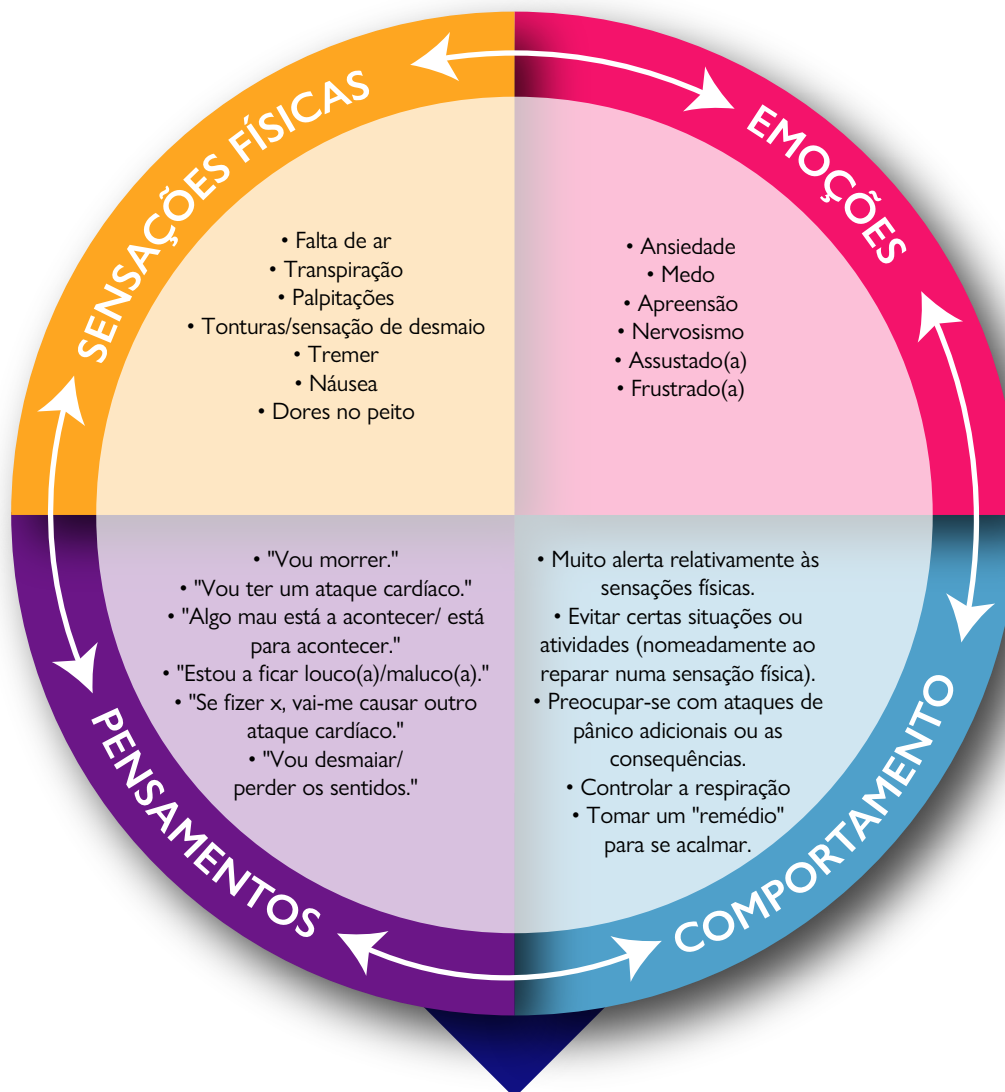 SENSAÇÕES FÍSICAS
• Falta de ar
• Transpiração
• Palpitações
• Tonturas/sensação de desmaio
• Tremer
• Náusea
• Dores no peito
EMOÇÕES
• Ansiedade
• Medo
• Apreensão
• Nervosismo
• Assustado(a)
• Frustrado(a)
PENSAMENTOS
• "Vou morrer."
• "Vou ter um ataque cardíaco."
• "Algo mau está a acontecer/ está
para acontecer."
• "Estou a ficar louco(a)/maluco(a)."
• "Se fizer x, vai-me causar outro
ataque cardíaco."
• "Vou desmaiar/
perder os sentidos."
COMPORTAMENTO
• Muito alerta relativamente às
sensações físicas.
• Evitar certas situações ou
atividades (nomeadamente ao
reparar numa sensação física).
• Preocupar-se com ataques de
pânico adicionais ou as
consequências.
• Controlar a respiração
• Tomar um "remédio"
para se acalmar.